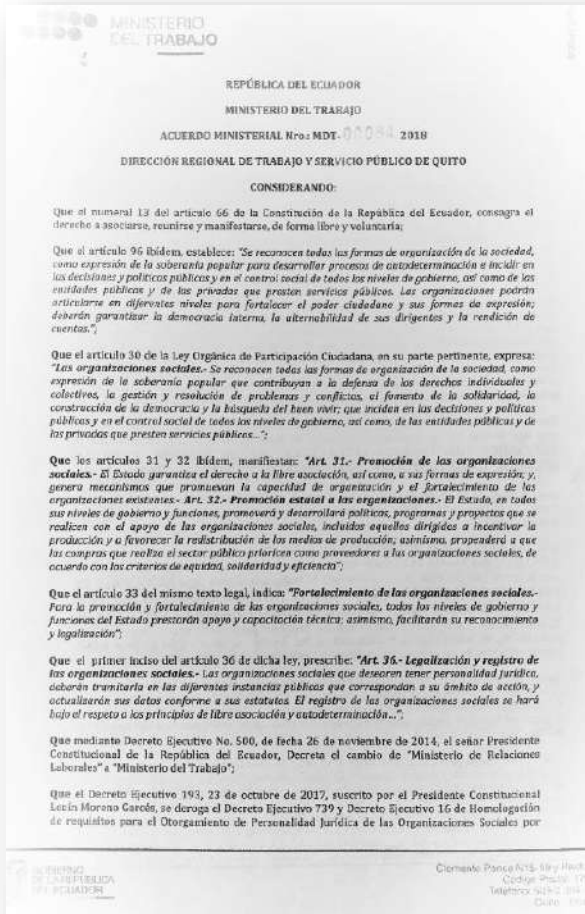 MINISTERIO
DEL TRABAJO
REPÚBLICA DEL ECUADOR
MINISTERIO DEL TRABAJO
ACUERDO MINISTERIAL Nro.: MDT- 2018
DIRECCIÓN REGIONAL DE TRABAJO Y SERVICIO PÚBLICO DE QUITO
CONSIDERANDO:
Que el numeral 13 del artículo 66 de la Constitución de la República del Ecuador, consagra el
derecho a asociarse, reunirse y manifestarse, de forma libre y voluntaria;
Que el artículo 96 ibídem, establece: "Se reconocen todas las formas de organización de la sociedad,
como expresión de la soberanía popular para desarrollar procesos de autodeterminación e incidir en
las decisiones y políticas públicas y en el control social de todos los niveles de gobierno, así como de las
entidades públicas y de las privadas que presten servicios públicos. Las organizaciones podrán
articularse en diferentes niveles para fortalecer el poder ciudadano y sus formas de expresión;
deberán garantizar la democracia interna, la alternabilidad de sus dirigentes y la rendición de
cuentas.";
Que el artículo 30 de la Ley Orgánica de Participación Ciudadana, en su parte pertinente, expresa:
"Las organizaciones sociales.- Se reconocen todas las formas de organización de la sociedad, como
expresión de la soberanía popular que contribuyan a la defensa de los derechos individuales y
colectivos, la gestión y resolución de problemas y conflictos, al fomento de la solidaridad, la
construcción de la democracia y la búsqueda del buen vivir; que inciden en las decisiones y políticas
públicas y en el control social de todos los niveles de gobierno, así como, de las entidades públicas y de
las privadas que presten servicios públicos...";
Que los artículos 31 y 32 Ibídem, manifiestan: "Art. 31.- Promoción de las organizaciones
sociales.- El Estado garantiza el derecho a la libre asociación, así como, a sus formas de expresión; y,
genera mecanismos que promuevan la capacidad de organización y el fortalecimiento de las
organizaciones existentes.- Art. 32.- Promoción estatal a las organizaciones.- El Estado, en todos
sus niveles de gobierno y funciones, promoverá y desarrollará políticas, programas y proyectos que se
realicen con el apoyo de las organizaciones sociales, incluidos aquellos dirigidos a incentivar la
producción y a favorecer la redistribución de los medios de producción; asimismo, propenderá a que
las compras que realiza el sector público prioricen como proveedores a las organizaciones sociales, de
acuerdo con los criterios de equidad, solidaridad y eficiencia";
Que el artículo 33 del mismo texto legal, indica: "Fortalecimiento de las organizaciones sociales.-
Para la promoción y fortalecimiento de las organizaciones sociales, todos los niveles de gobierno y
funciones del Estado prestarán apoyo y capacitación técnica; asimismo, facilitarán su reconocimiento
y legalización";
Que el primer inciso del artículo 36 de dicha ley, prescribe: "Art. 36.- Legalización y registro de
las organizaciones sociales.- Las organizaciones sociales que desearen tener personalidad jurídica,
deberán tramitarla en las diferentes instancias públicas que correspondan a su ámbito de acción, y
actualizarán sus datos conforme a sus estatutos. El registro de las organizaciones sociales se hará
bajo el respeto a los principios de libre asociación y autodeterminación...";
Que mediante Decreto Ejecutivo No. 500, de fecha 26 de noviembre de 2014, el señor Presidente
Constitucional de la República del Ecuador, Decreta el cambio de "Ministerio de Relaciones
Laborales" a "Ministerio del Trabajo";
Que el Decreto Ejecutivo 193, 23 de octubre de 2017, suscrito por el Presidente Constitucional
Lenín Moreno Garcés, se deroga el Decreto Ejecutivo 739 y Decreto Ejecutivo 16 de Homologación
de requisitos para el Otorgamiento de Personalidad Jurídica de las Organizaciones Sociales por
GOBIERNO
DE LA REPÚBLICA
DEL ECUADOR
Clemente Ponce
Código Postal